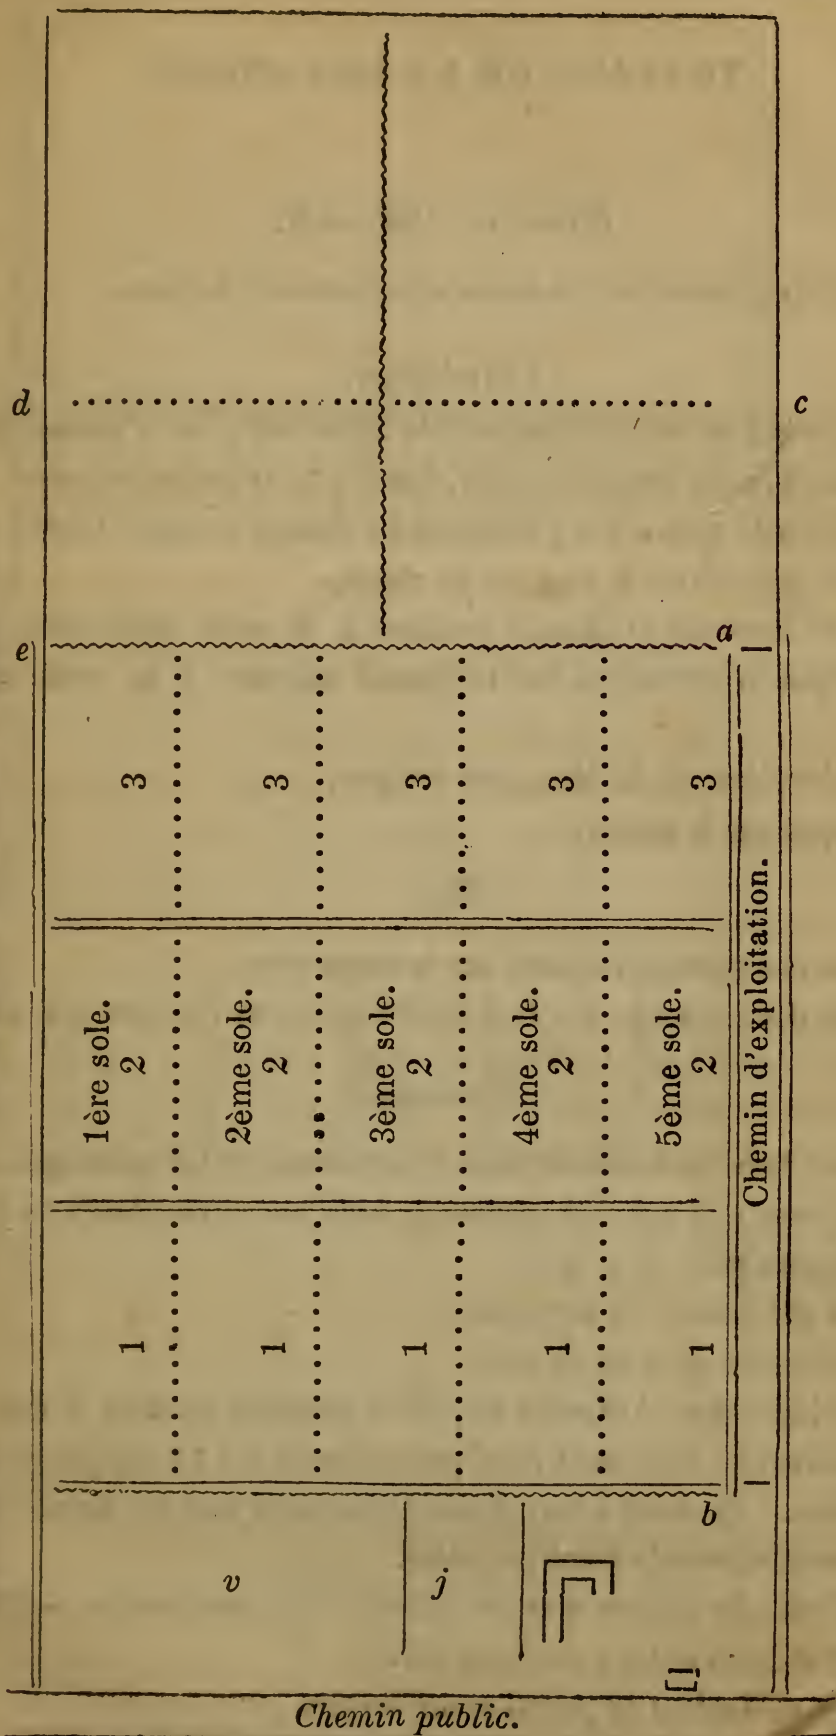 d
c
e
a
3
3
3
3
3
1ère sole.
2
2ème sole.
2
3ème sole.
2
4ème sole.
2
5ème sole.
2
Chemin d'exploitation.
1
1
1
1
1
b
v
j
Chemin public.